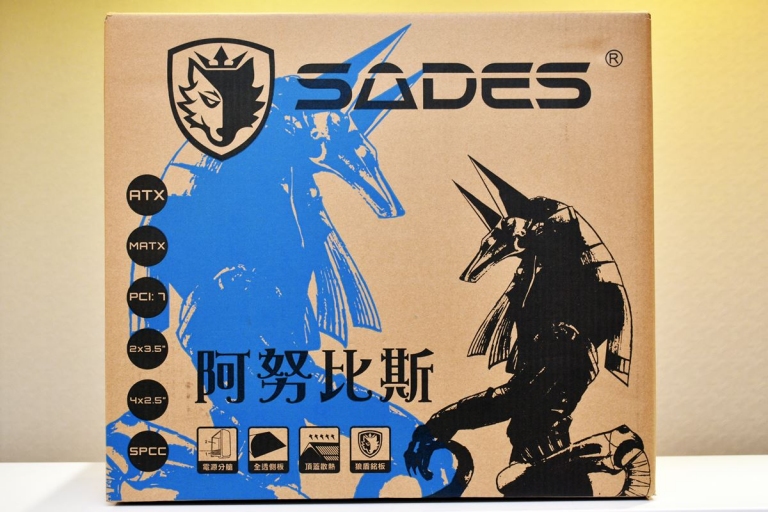 SADES®
ATX
MATX
PCI: 7
2x3.5"
4x2.5"
SPCC
阿努比斯
電源分艙
全透側板
頂蓋散熱
狼盾銘板